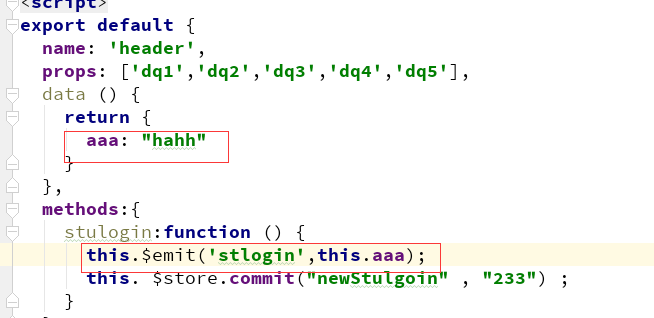 <script>
export default {
name: 'header',
props: ['dq1','dq2','dq3','dq4','dq5'],
data () {
return {
aaa: "hahh"
}
},
methods:{
stulogin:function () {
this.$emit('stlogin',this.aaa);
this. $store.commit("newStulgoin" , "233") ;
}
}